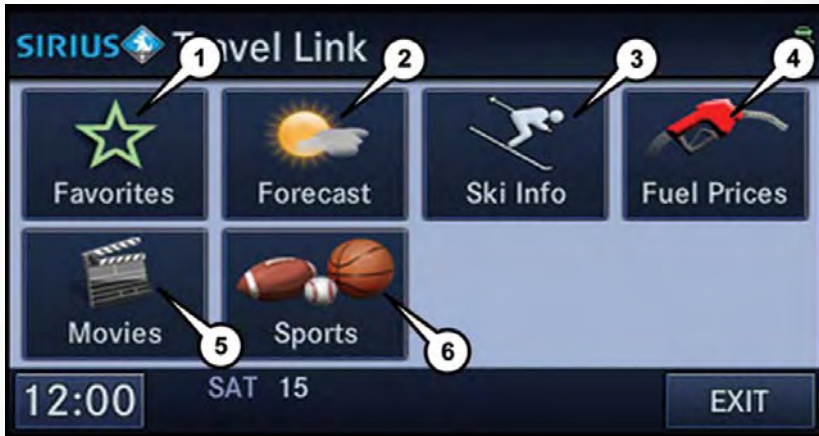 SIRIUS Travel Link
1 2 3 4
Favorites Forecast Ski Info Fuel Prices
Movies Sports
5 6
12:00 SAT 15 EXIT